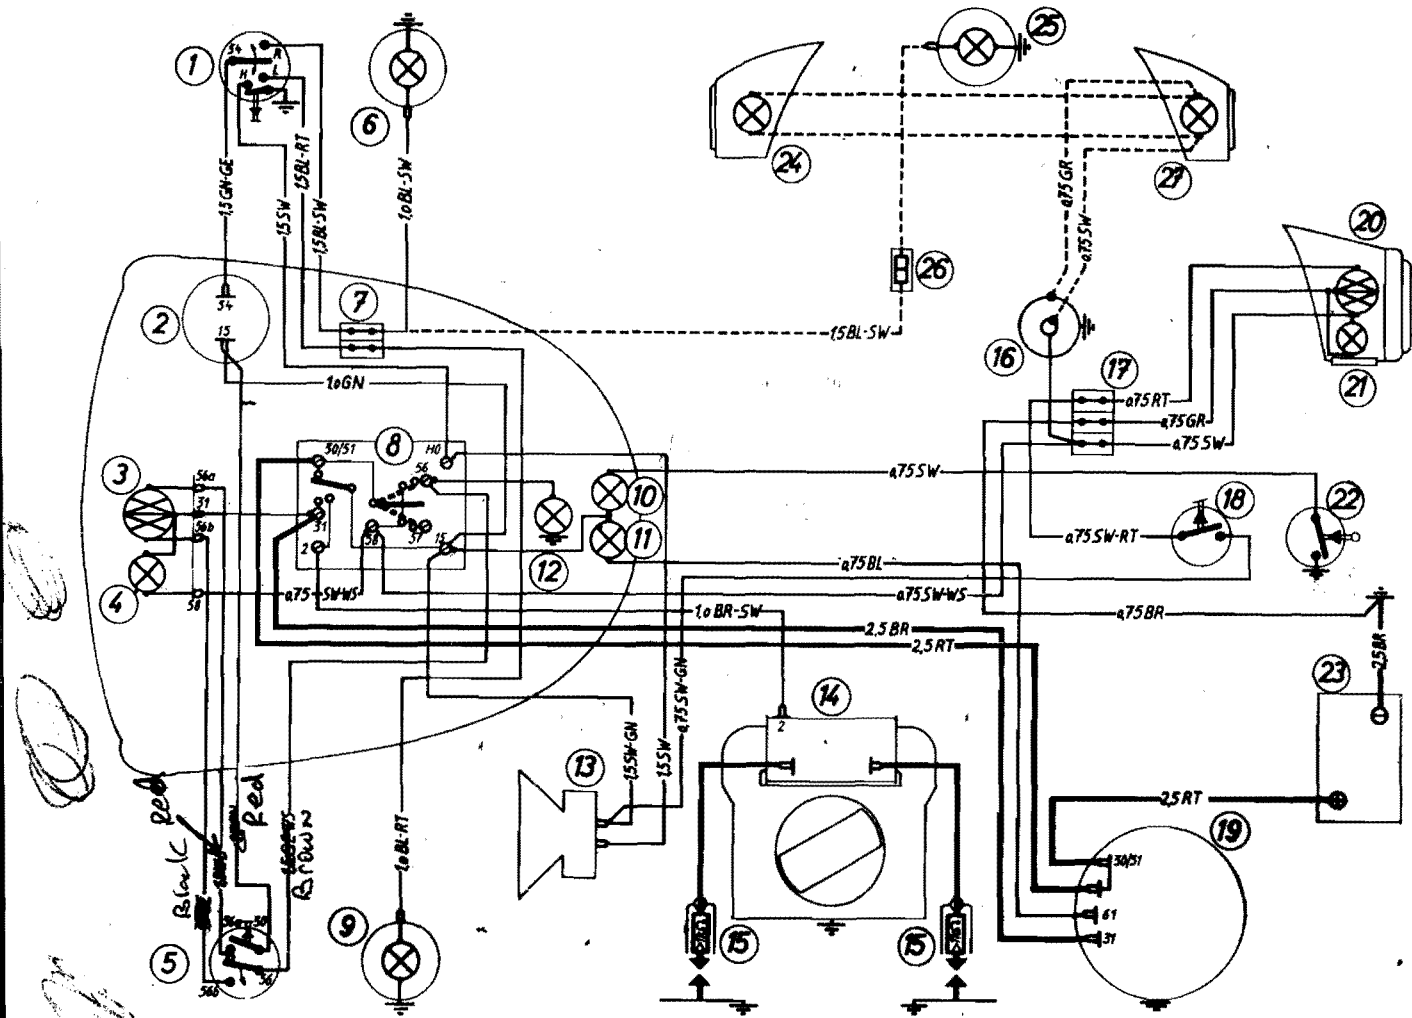 1
54
R
L
H
6
25
24
27
0,75 GR
0,75 SW
20
1,5 GN-GE
1,5 SW
1,5 BL-RT
1,5 BL-SW
1,0 BL-SW
54
2
15
7
26
1,5 BL-SW
16
17
21
1,0 GN
0,75 RT
0,75 GR
0,75 SW
8
30/51
H0
56
3
56a
31
56b
31
2
58
57
15
10
11
12
0,75 SW
18
22
0,75 SW-RT
0,75 BL
4
58
0,75 SW-WS
0,75 SW-WS
1,0 BR-SW
0,75 BR
2,5 BR
2,5 RT
2,5 BR
23
14
2
0,75 SW-GN
1,5 SW-GN
1,5 SW
13
2,5 RT
19
30/51
61
31
Red
Red
Black
Brown
1,0 BL-RT
9
15
15
5
56b
56